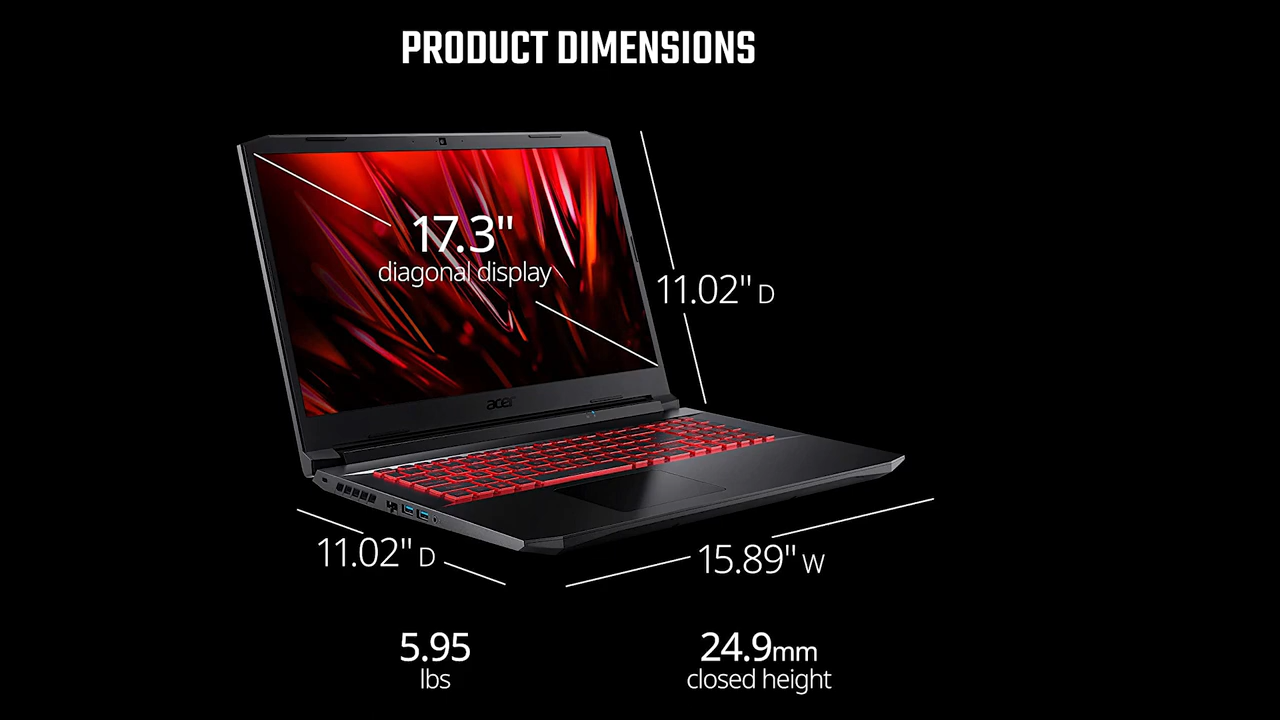 PRODUCT DIMENSIONS
17.3"
diagonal display
11.02" D
acer
11.02" D
15.89" W
5.95
lbs
24.9mm
closed height